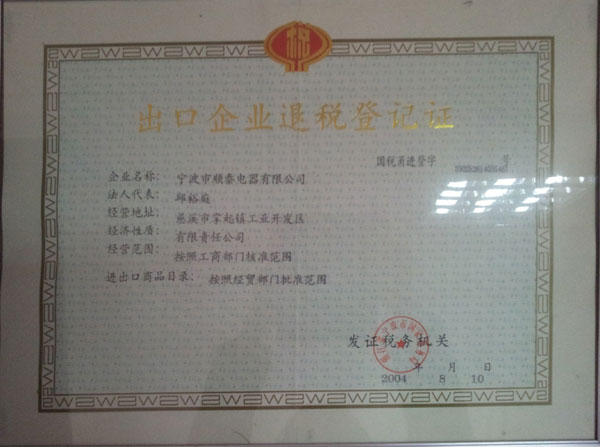 税
出口企业退税登记证
国税甬进登字
企业名称： 宁波市顺泰电器有限公司
法人代表： 邱裕庭
经营地址： 慈溪市掌起镇工业开发区
经济性质： 有限责任公司
经营范围： 按照工商部门核准范围
进出口商品目录： 按照经贸部门批准范围
发证税务机关
年 月 日
2004 8 10